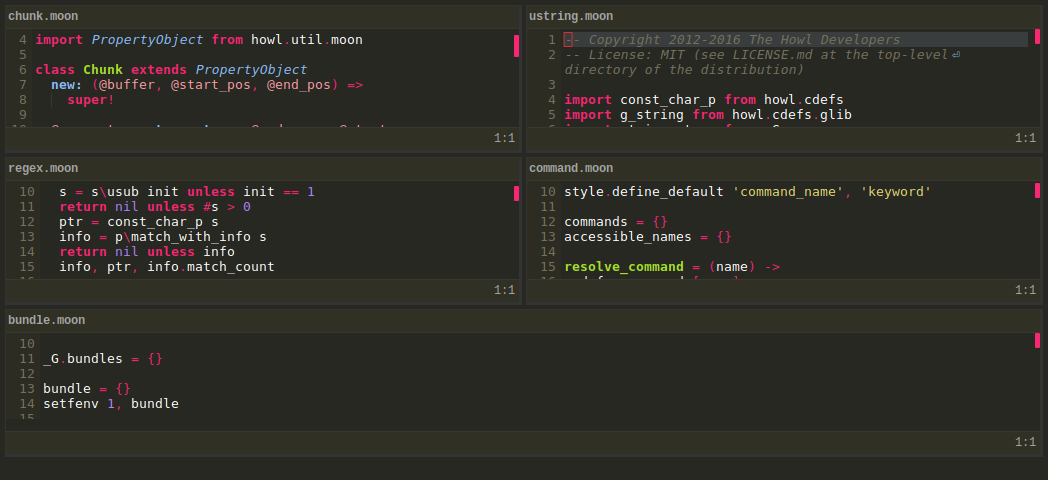 chunk.moon
4 import PropertyObject from howl.util.moon
5
6 class Chunk extends PropertyObject
7 new: (@buffer, @start_pos, @end_pos) =>
8 super!
9
1:1
ustring.moon
1 -- Copyright 2012-2016 The Howl Developers
2 -- License: MIT (see LICENSE.md at the top-level⏎
directory of the distribution)
3
4 import const_char_p from howl.cdefs
5 import g_string from howl.cdefs.glib
1:1
regex.moon
10 s = s\usub init unless init == 1
11 return nil unless #s > 0
12 ptr = const_char_p s
13 info = p\match_with_info s
14 return nil unless info
15 info, ptr, info.match_count
1:1
command.moon
10 style.define_default 'command_name', 'keyword'
11
12 commands = {}
13 accessible_names = {}
14
15 resolve_command = (name) ->
1:1
bundle.moon
10
11 _G.bundles = {}
12
13 bundle = {}
14 setfenv 1, bundle
15
1:1